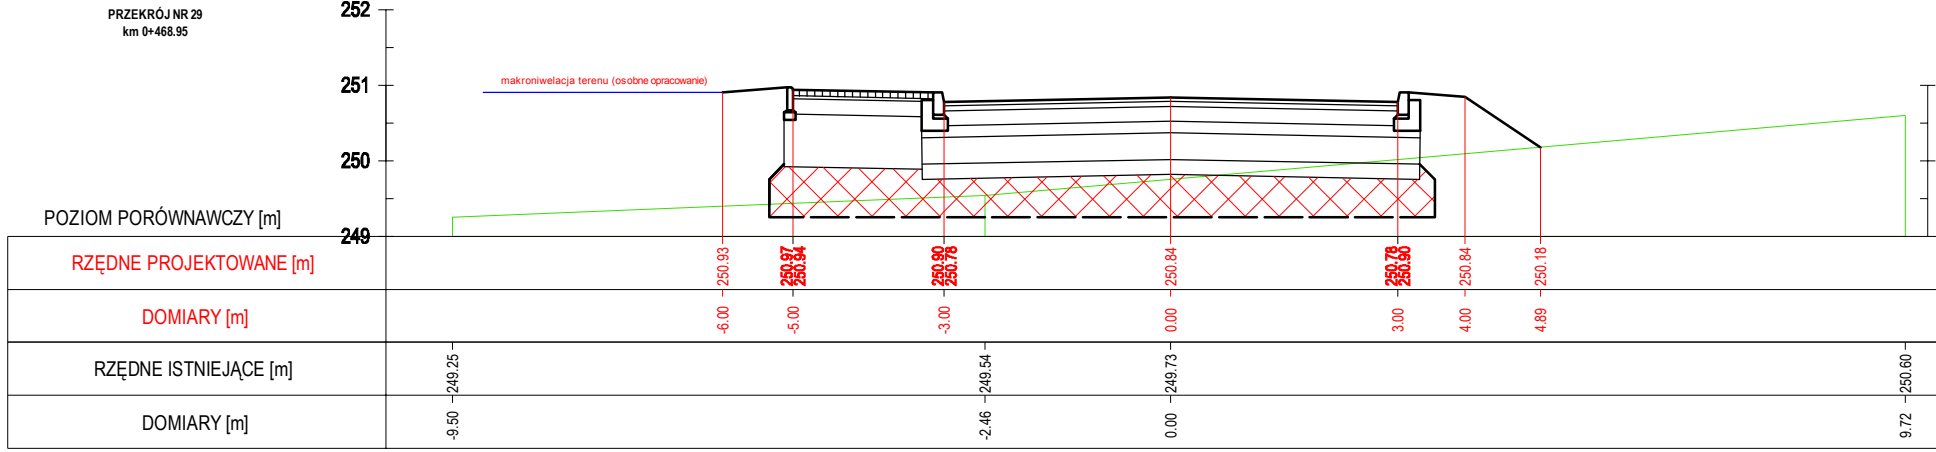 PRZEKRÓJ NR 29
km 0+468.95
252
251
250
249
makroniwelacja terenu (osobne opracowanie)
POZIOM PORÓWNAWCZY [m]
RZĘDNE PROJEKTOWANE [m]
250.93 250.97 250.94 250.90 250.78 250.84 250.78 250.90 250.84 250.18
DOMIARY [m]
-6.00 -5.00 -3.00 0.00 3.00 4.00 4.89
RZĘDNE ISTNIEJĄCE [m]
249.25 249.54 249.73 250.60
DOMIARY [m]
-9.50 -2.46 0.00 9.72